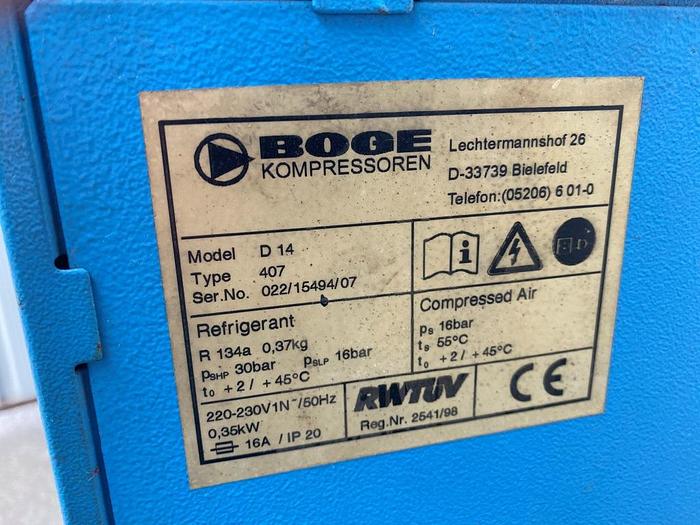 BOGE
KOMPRESSOREN
Lechtermannshof 26
D-33739 Bielefeld
Telefon:(05206) 6 01-0
Model D 14
Type 407
Ser.No. 022/15494/07
Refrigerant
R 134a 0,37kg
PSHP 30bar PSLP 16bar
to +2 / +45°C
Compressed Air
ps 16bar
ts 55°C
to +2 / +45°C
220-230V1N~/50Hz
0,35kW
16A / IP 20
RWTÜV
Reg.Nr. 2541/98
CE